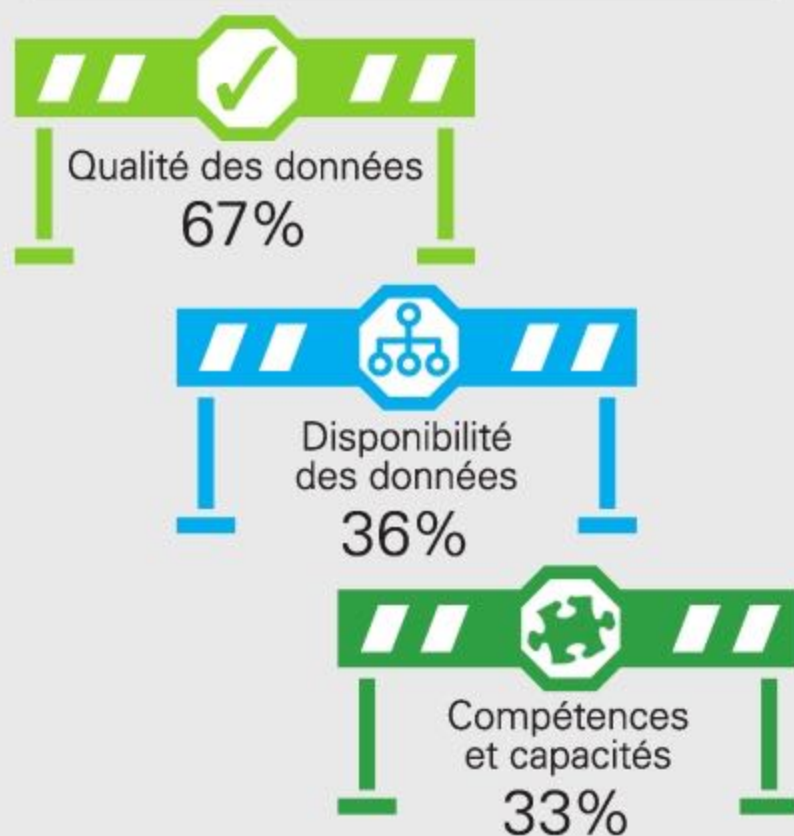 Qualité des données
67%
Disponibilité
des données
36%
Compétences
et capacités
33%